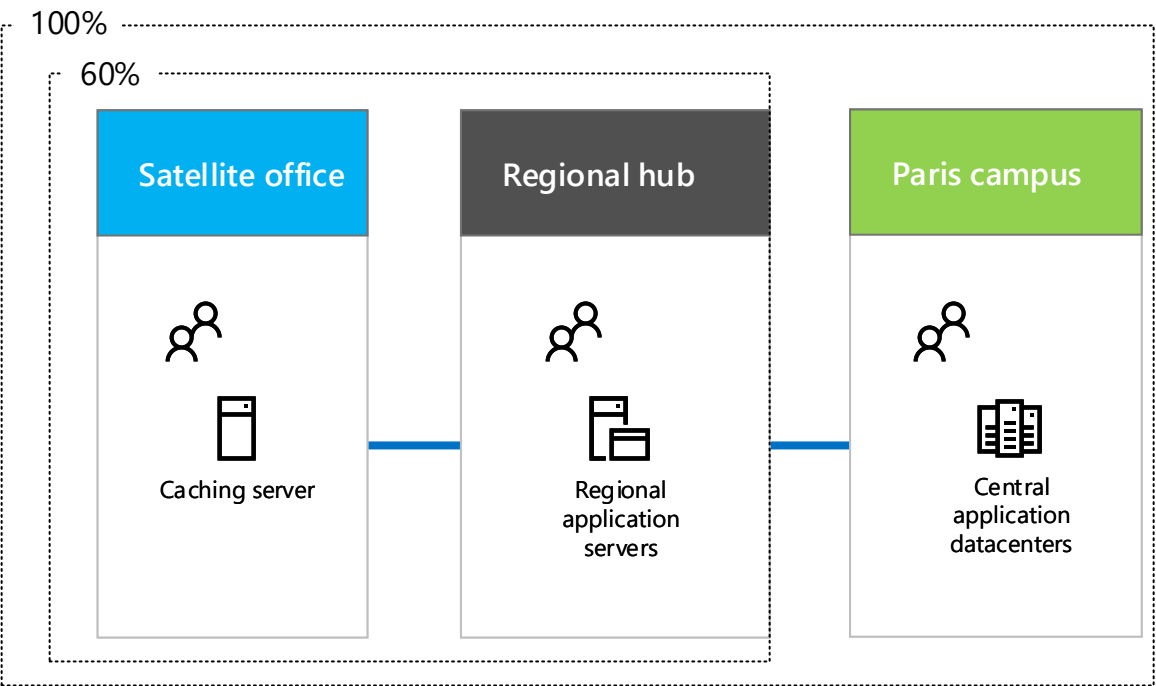 100%
60%
Satellite office
Regional hub
Paris campus
Caching server
Regional
application
servers
Central
application
datacenters